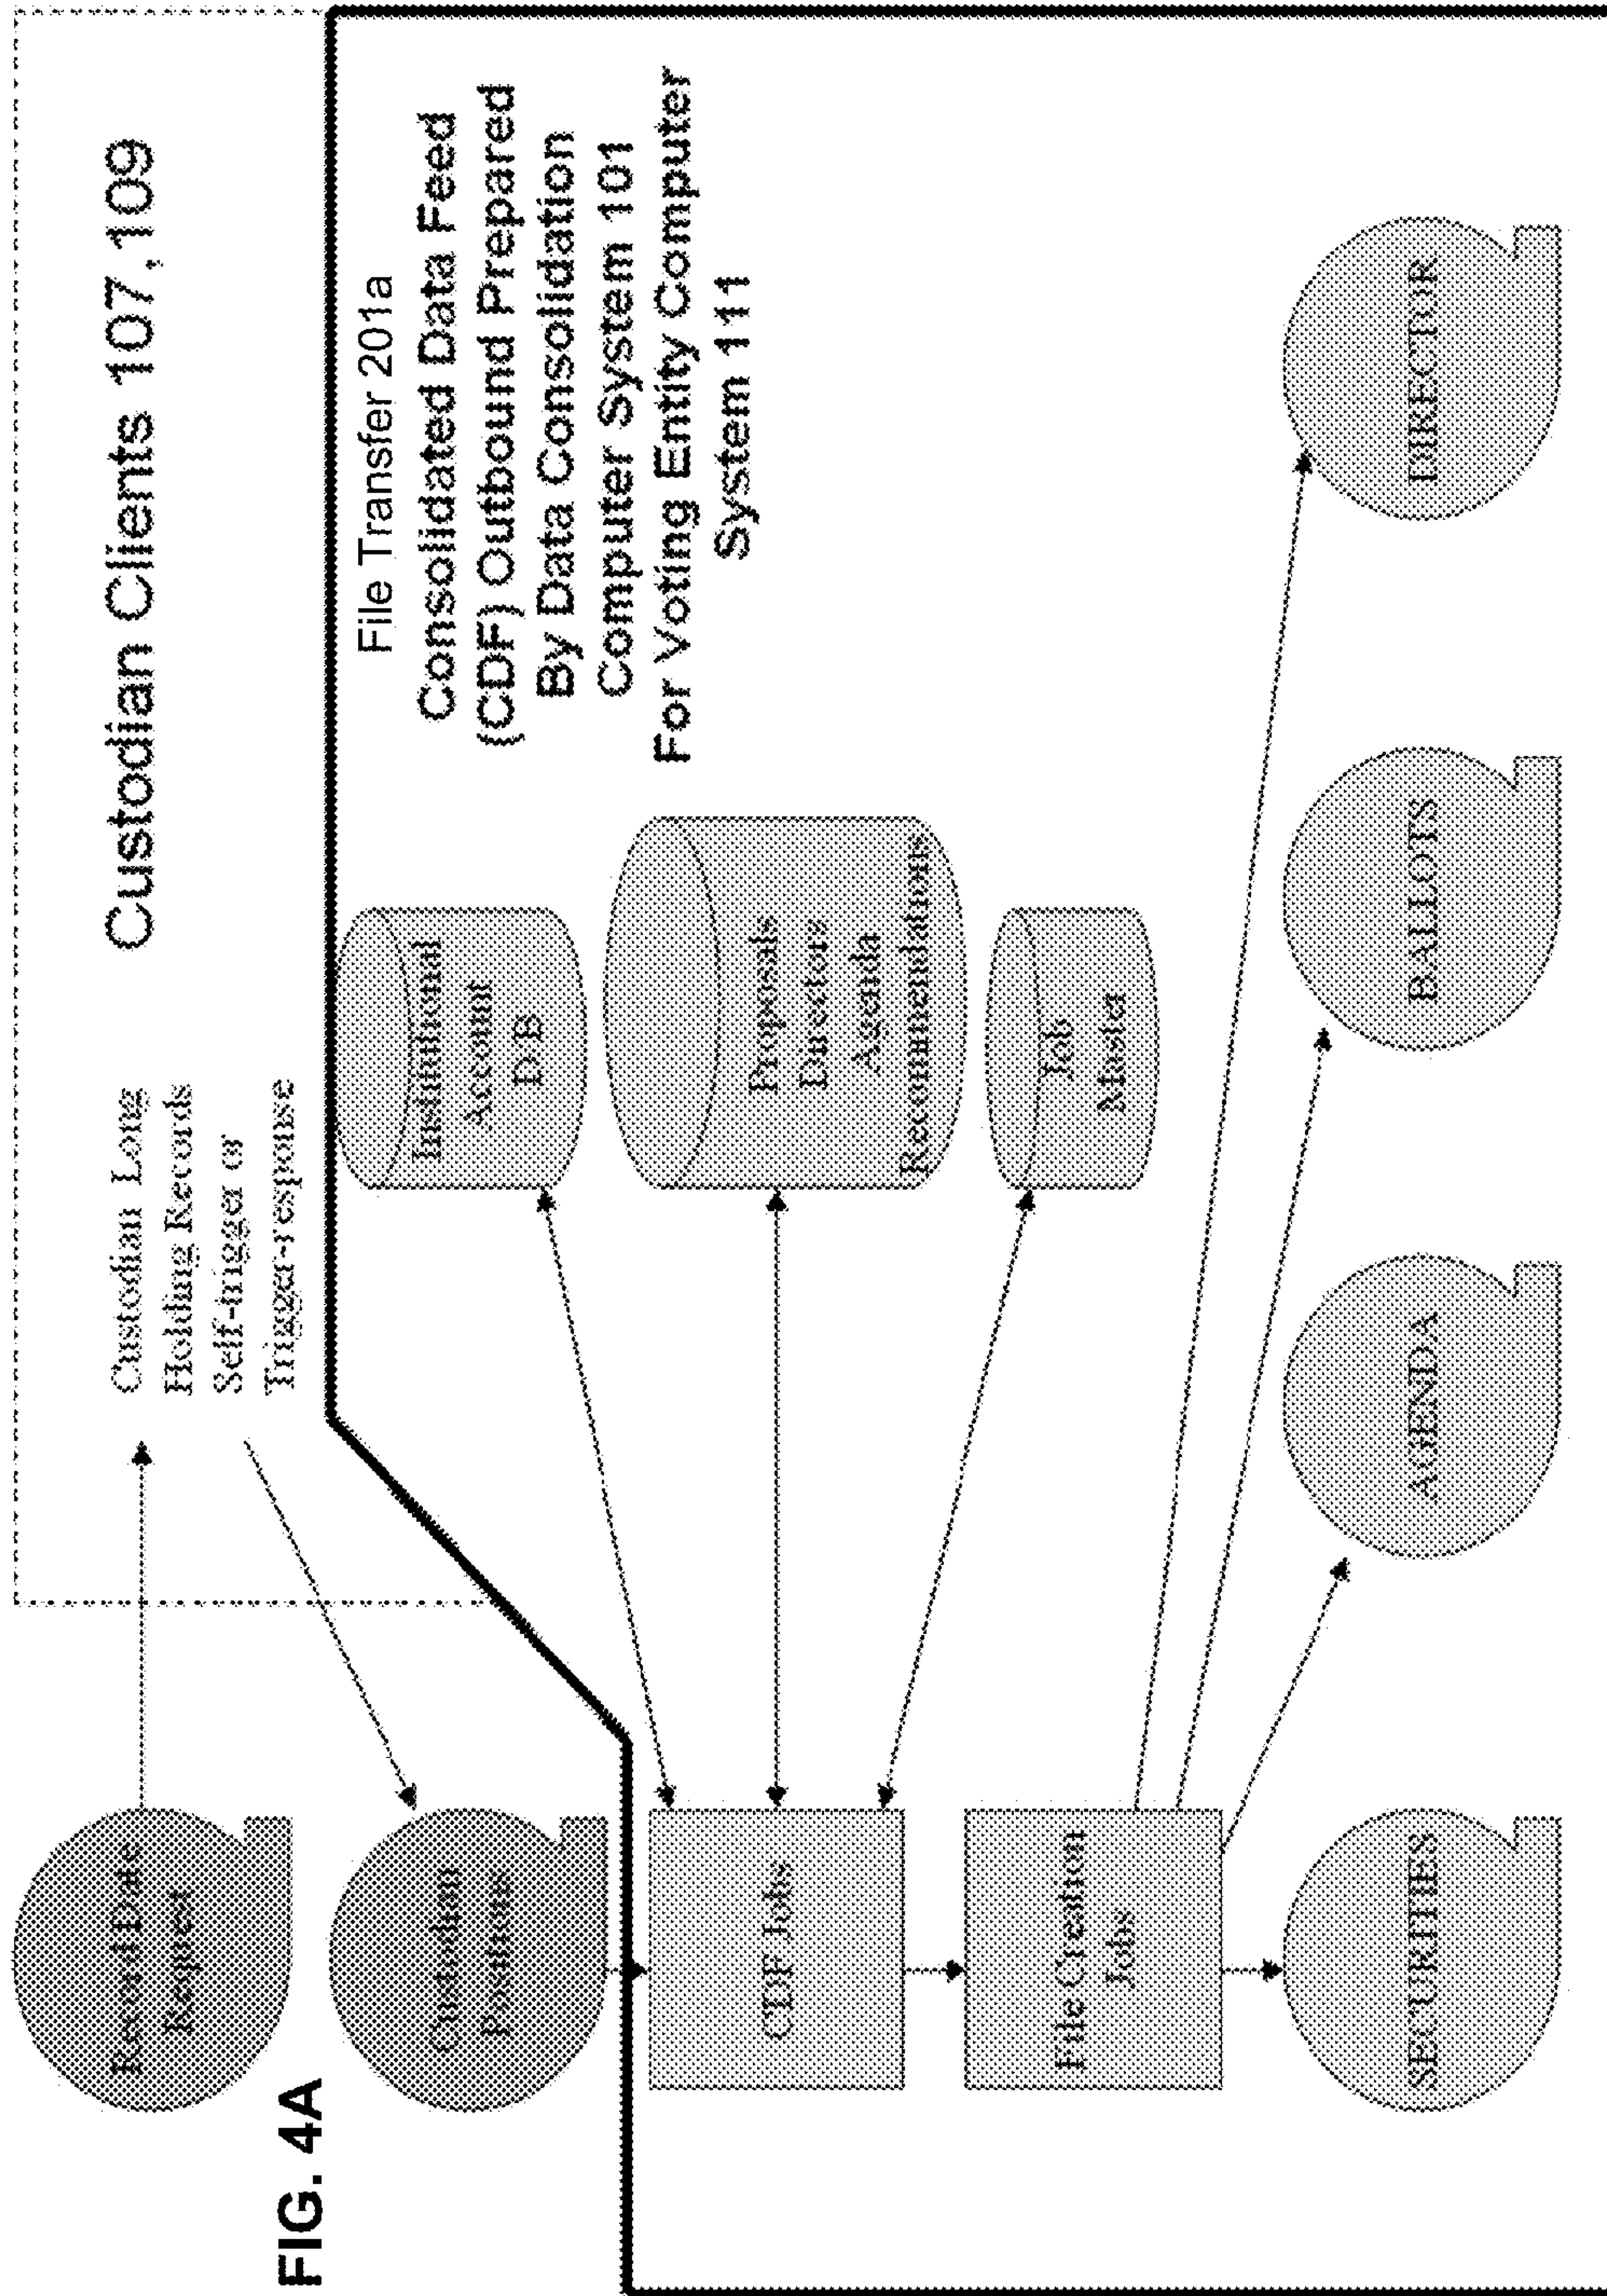 FIG. 4A
Record Date
Request
Custodian Long
Holding Records
Self-trigger or
Trigger-response
Custodian Clients 107,109
Custodian
Positions
File Transfer 201a
Consolidated Data Feed
(CDF) Outbound Prepared
By Data Consolidation
Computer System 101
For Voting Entity Computer
System 111
Institutional
Account
D/B
CDF Jobs
Proposals
Directors
Agenda
Recommendations
Job
Master
File Creation
Jobs
SECURITIES
AGENDA
BALLOTS
DIRECTOR